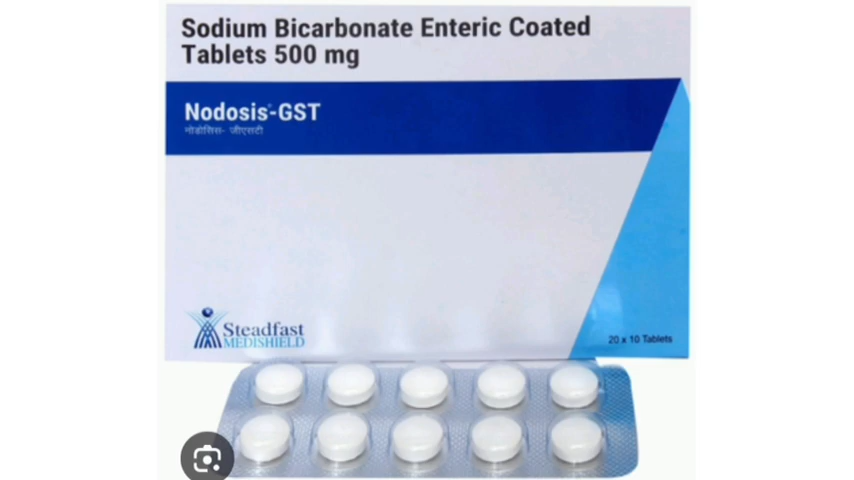 Sodium Bicarbonate Enteric Coated
Tablets 500 mg
Nodosis®-GST
नोडोसिस- जीएसटी
Steadfast
MEDISHIELD
20 x 10 Tablets